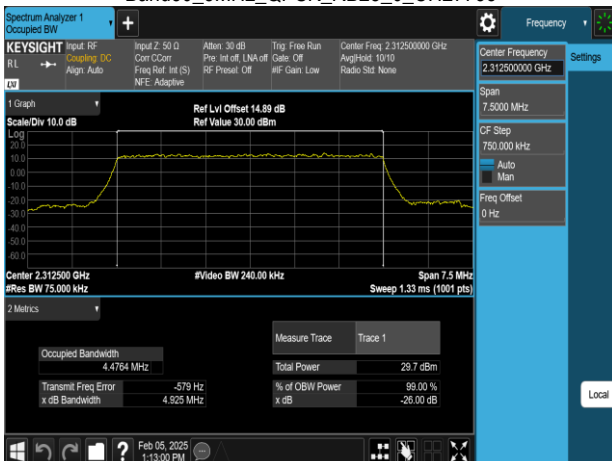 Spectrum Analyzer 1
Occupied BW
+
Frequency
KEYSIGHT
RL
LXI
Input: RF
Coupling: DC
Align: Auto
Input Z: 50 Ω
Corr CCorr
Freq Ref: Int (S)
NFE: Adaptive
Atten: 30 dB
Pre: Int off, LNA off
RF Preset: Off
Trig: Free Run
Gate: Off
#IF Gain: Low
Center Freq: 2.312500000 GHz
Avg|Hold: 10/10
Radio Std: None
Center Frequency
2.312500000 GHz
Settings
Span
7.5000 MHz
CF Step
750.000 kHz
Auto
Man
Freq Offset
0 Hz
1 Graph
Scale/Div 10.0 dB
Ref Lvl Offset 14.89 dB
Ref Value 30.00 dBm
Log
20.0
10.0
0.00
-10.0
-20.0
-30.0
-40.0
-50.0
-60.0
Center 2.312500 GHz
#Video BW 240.00 kHz
Span 7.5 MHz
#Res BW 75.000 kHz
Sweep 1.33 ms (1001 pts)
2 Metrics
Measure Trace
Trace 1
Occupied Bandwidth
4.4764 MHz
Total Power
29.7 dBm
Transmit Freq Error
-579 Hz
% of OBW Power
99.00 %
x dB Bandwidth
4.925 MHz
x dB
-26.00 dB
Local
?
Feb 05, 2025
1:13:00 PM